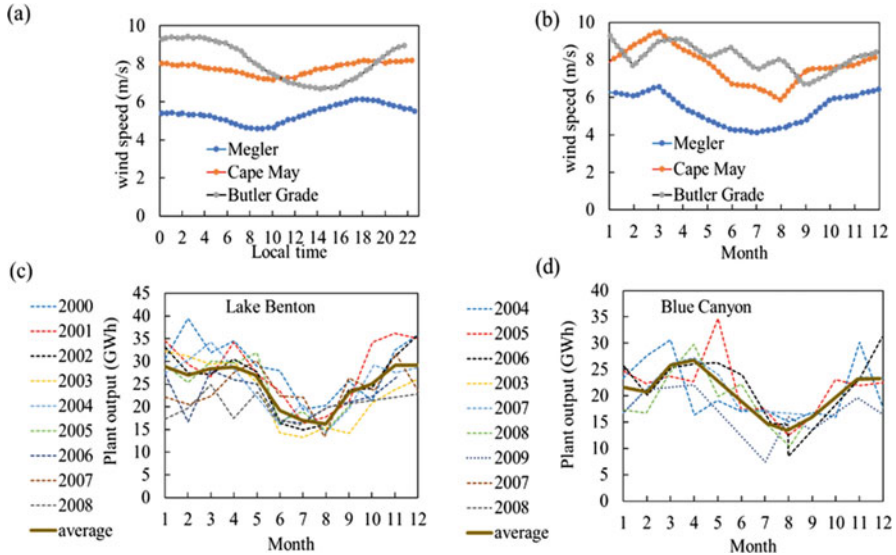 (a)
10
8
6
4
2
0
wind speed (m/s)
Megler
Cape May
Butler Grade
0 2 4 6 8 10 12 14 16 18 20 22
Local time
(b)
10
8
6
4
2
0
wind speed (m/s)
Megler
Cape May
Butler Grade
1 2 3 4 5 6 7 8 9 10 11 12
Month
(c)
2000
2001
2002
2003
2004
2005
2006
2007
2008
average
Plant output (GWh)
45
40
35
30
25
20
15
10
5
0
Lake Benton
1 2 3 4 5 6 7 8 9 10 11 12
Month
(d)
2004
2005
2006
2003
2007
2008
2009
2007
2008
average
Plant output (GWh)
40
35
30
25
20
15
10
5
0
Blue Canyon
1 2 3 4 5 6 7 8 9 10 11 12
Month